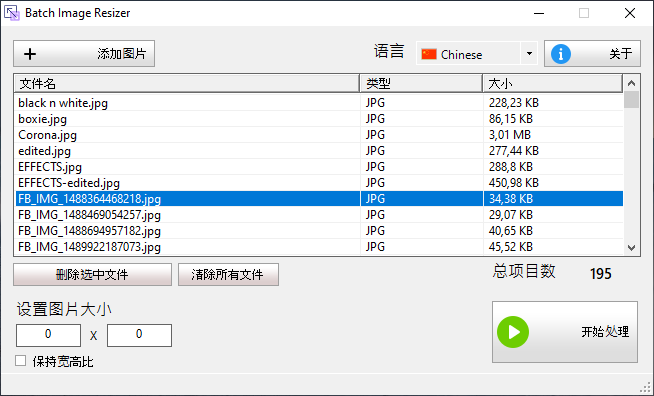 Batch Image Resizer
添加图片 语言 Chinese 关于
文件名 类型 大小
black n white.jpg JPG 228,23 KB
boxie.jpg JPG 86,15 KB
Corona.jpg JPG 3,01 MB
edited.jpg JPG 277,44 KB
EFFECTS.jpg JPG 288,8 KB
EFFECTS-edited.jpg JPG 450,98 KB
FB_IMG_1488364468218.jpg JPG 34,38 KB
FB_IMG_1488469054257.jpg JPG 29,07 KB
FB_IMG_1488694957182.jpg JPG 40,65 KB
FB_IMG_1489922187073.jpg JPG 45,52 KB
删除选中文件 清除所有文件 总项目数 195
设置图片大小
0 X 0 开始处理
保持宽高比